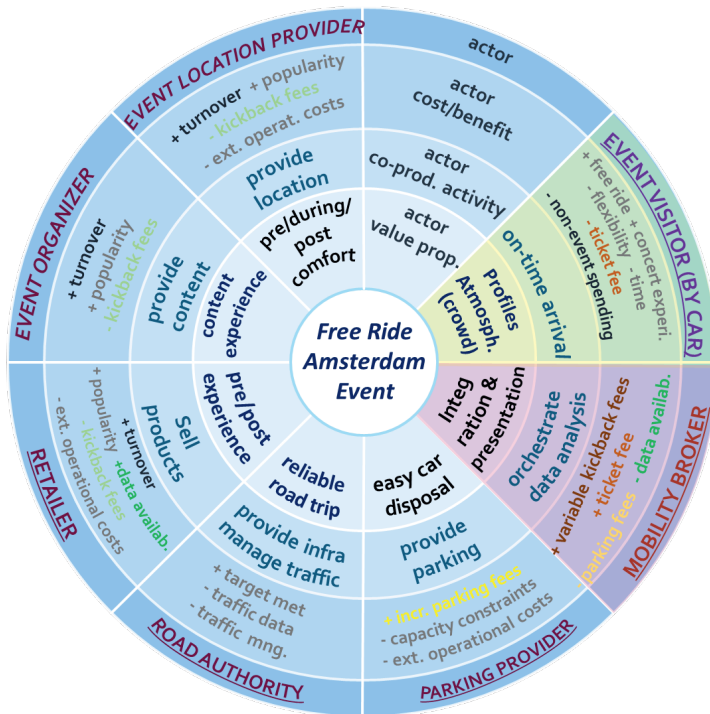 Free Ride
Amsterdam
Event
actor
actor
cost/benefit
actor
co-prod. activity
actor
value prop.
EVENT VISITOR (BY CAR)
+ free ride + concert experi.
- flexibility - time
- ticket fee
- non-event spending
on-time arrival
Profiles
Atmosph.
(crowd)
MOBILITY BROKER
- data availab.
+ variable kickback fees
+ ticket fee
- parking fees
orchestrate
data analysis
Integ
ration &
presentation
PARKING PROVIDER
+ incr. parking fees
- capacity constraints
- ext. operational costs
provide
parking
easy car
disposal
ROAD AUTHORITY
+ target met
- traffic data
- traffic mng.
provide infra
manage traffic
reliable
road trip
RETAILER
+ turnover
+ popularity +data availab.
- kickback fees
- ext. operational costs
Sell
products
pre/post
experience
EVENT ORGANIZER
+ turnover
+ popularity
- kickback fees
provide
content
content
experience
EVENT LOCATION PROVIDER
+ turnover + popularity
- kickback fees
- ext. operat. costs
provide
location
pre/during/
post
comfort